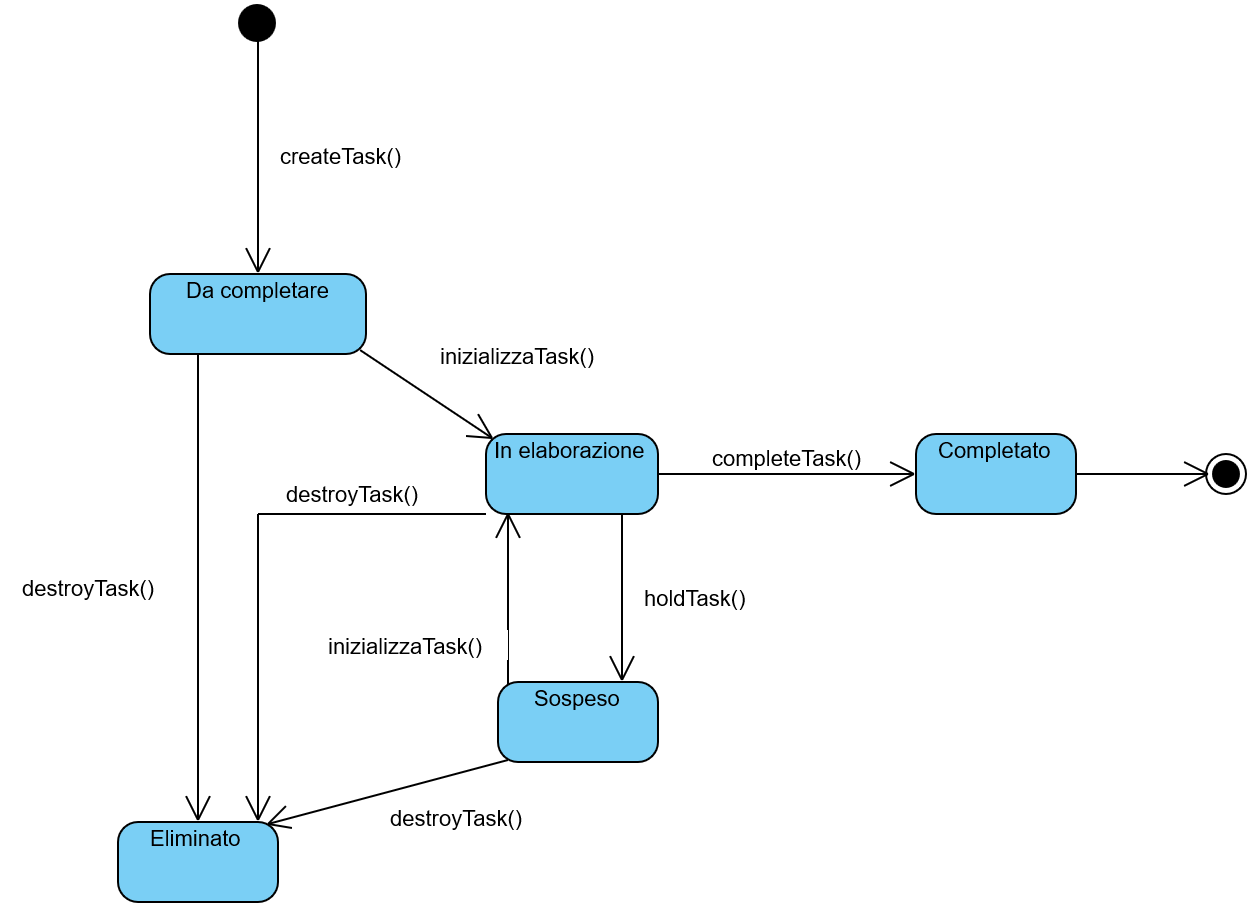 createTask()
Da completare
inizializzaTask()
In elaborazione
completeTask()
Completato
destroyTask()
destroyTask()
holdTask()
inizializzaTask()
Sospeso
destroyTask()
Eliminato